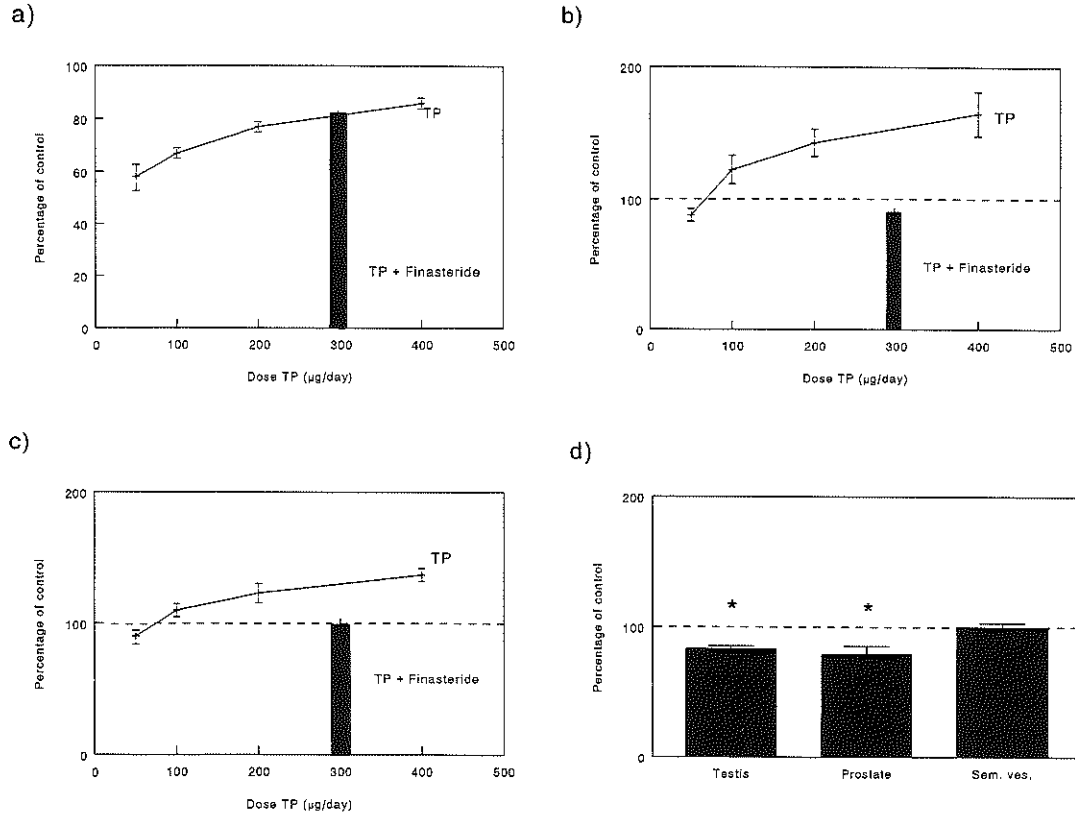 a)
100
80
60
40
20
0
Percentage of control
TP
TP + Finasteride
0 100 200 300 400 500
Dose TP (µg/day)
b)
200
100
0
Percentage of control
TP
TP + Finasteride
0 100 200 300 400 500
Dose TP (µg/day)
c)
200
100
0
Percentage of control
TP
TP + Finasteride
0 100 200 300 400 500
Dose TP (µg/day)
d)
200
100
0
Percentage of control
* *
Testis Prostate Sem. ves.